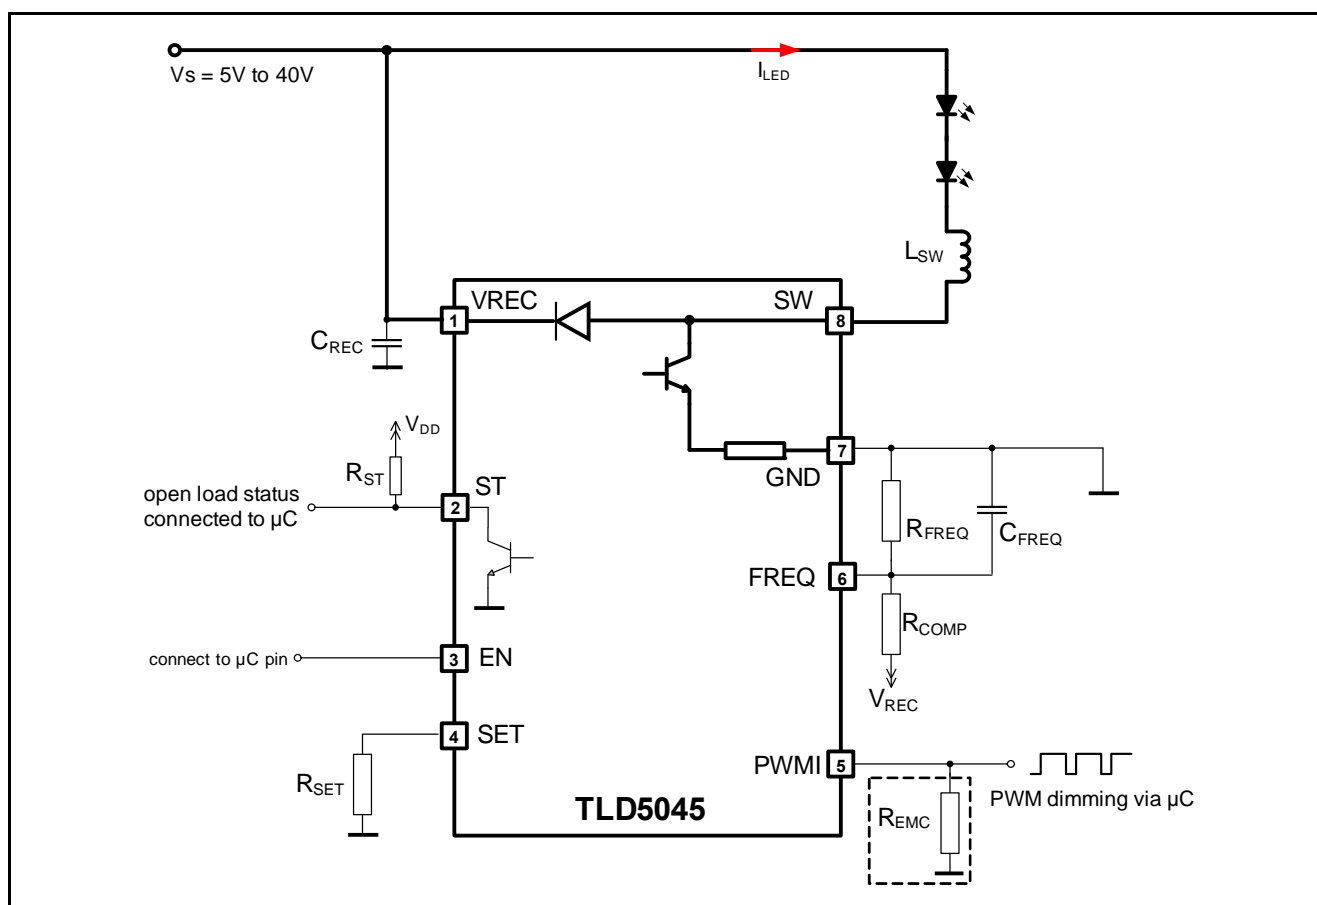 Vs = 5V to 40V
ILED
LSW
VREC
SW
1
8
CREC
VDD
RST
7
GND
ST
open load status
connected to µC
2
RFREQ
CFREQ
FREQ
6
RCOMP
connect to µC pin
3
EN
VREC
4
SET
PWMI
5
RSET
TLD5045
PWM dimming via µC
REMC